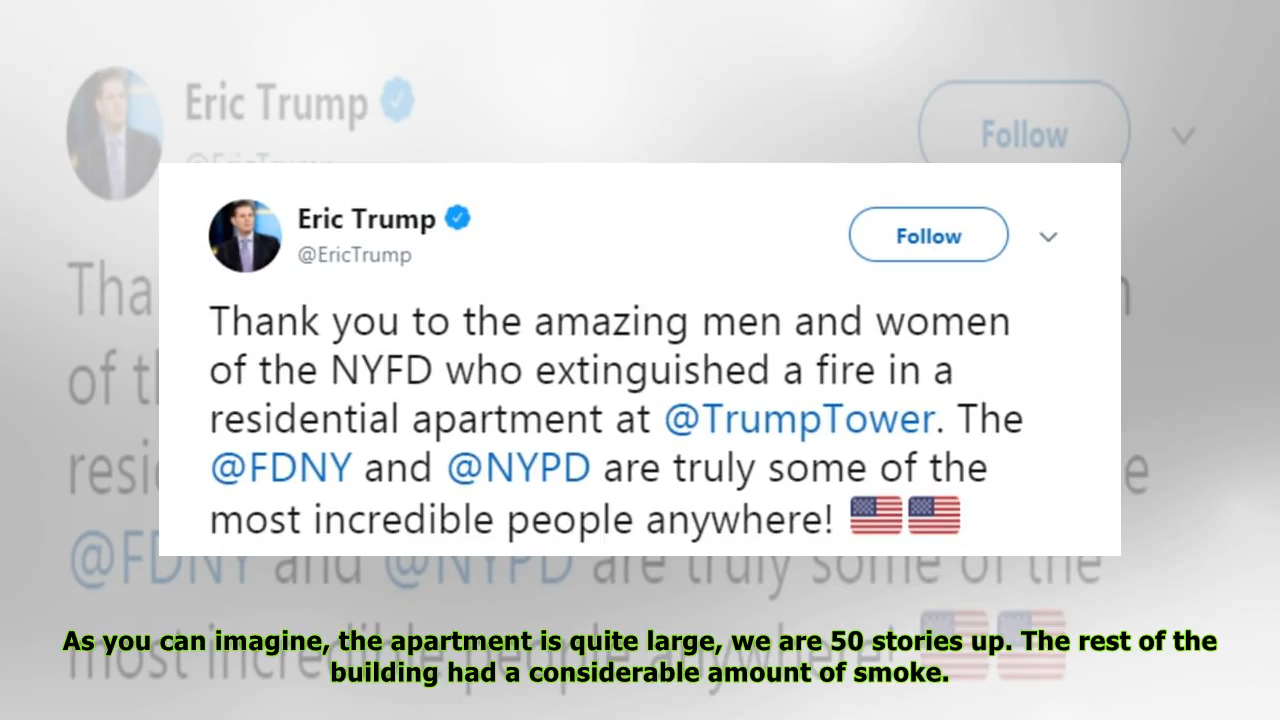 Eric Trump
Follow
Eric Trump
@EricTrump
Follow
Thank you to the amazing men and women
of the NYFD who extinguished a fire in a
residential apartment at @TrumpTower. The
@FDNY and @NYPD are truly some of the
most incredible people anywhere! 🇺🇸🇺🇸
As you can imagine, the apartment is quite large, we are 50 stories up. The rest of the
building had a considerable amount of smoke.